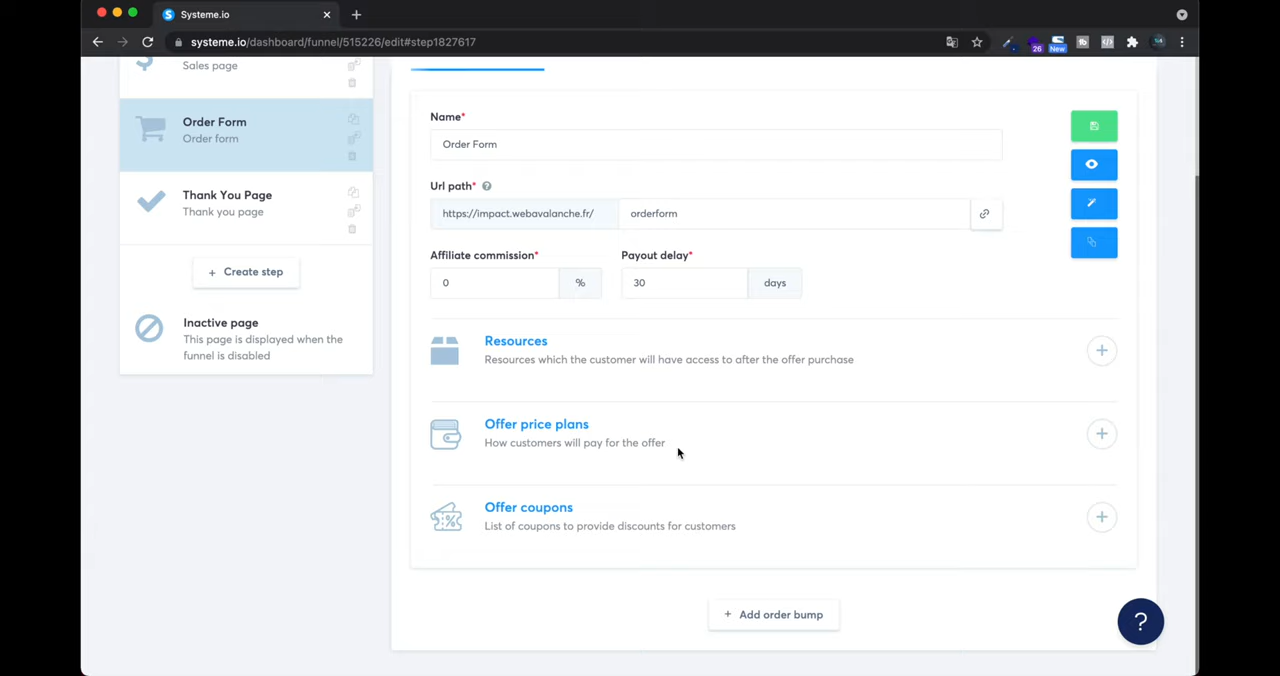 Systeme.io
systeme.io/dashboard/funnel/515226/edit#step1827617
26
New
Sales page
Order Form
Order form
Thank You Page
Thank you page
+ Create step
Inactive page
This page is displayed when the
funnel is disabled
Name*
Order Form
Url path* ?
https://impact.webavalanche.fr/ orderform
Affiliate commission* Payout delay*
0 % 30 days
Resources
Resources which the customer will have access to after the offer purchase
Offer price plans
How customers will pay for the offer
Offer coupons
List of coupons to provide discounts for customers
+ Add order bump
?